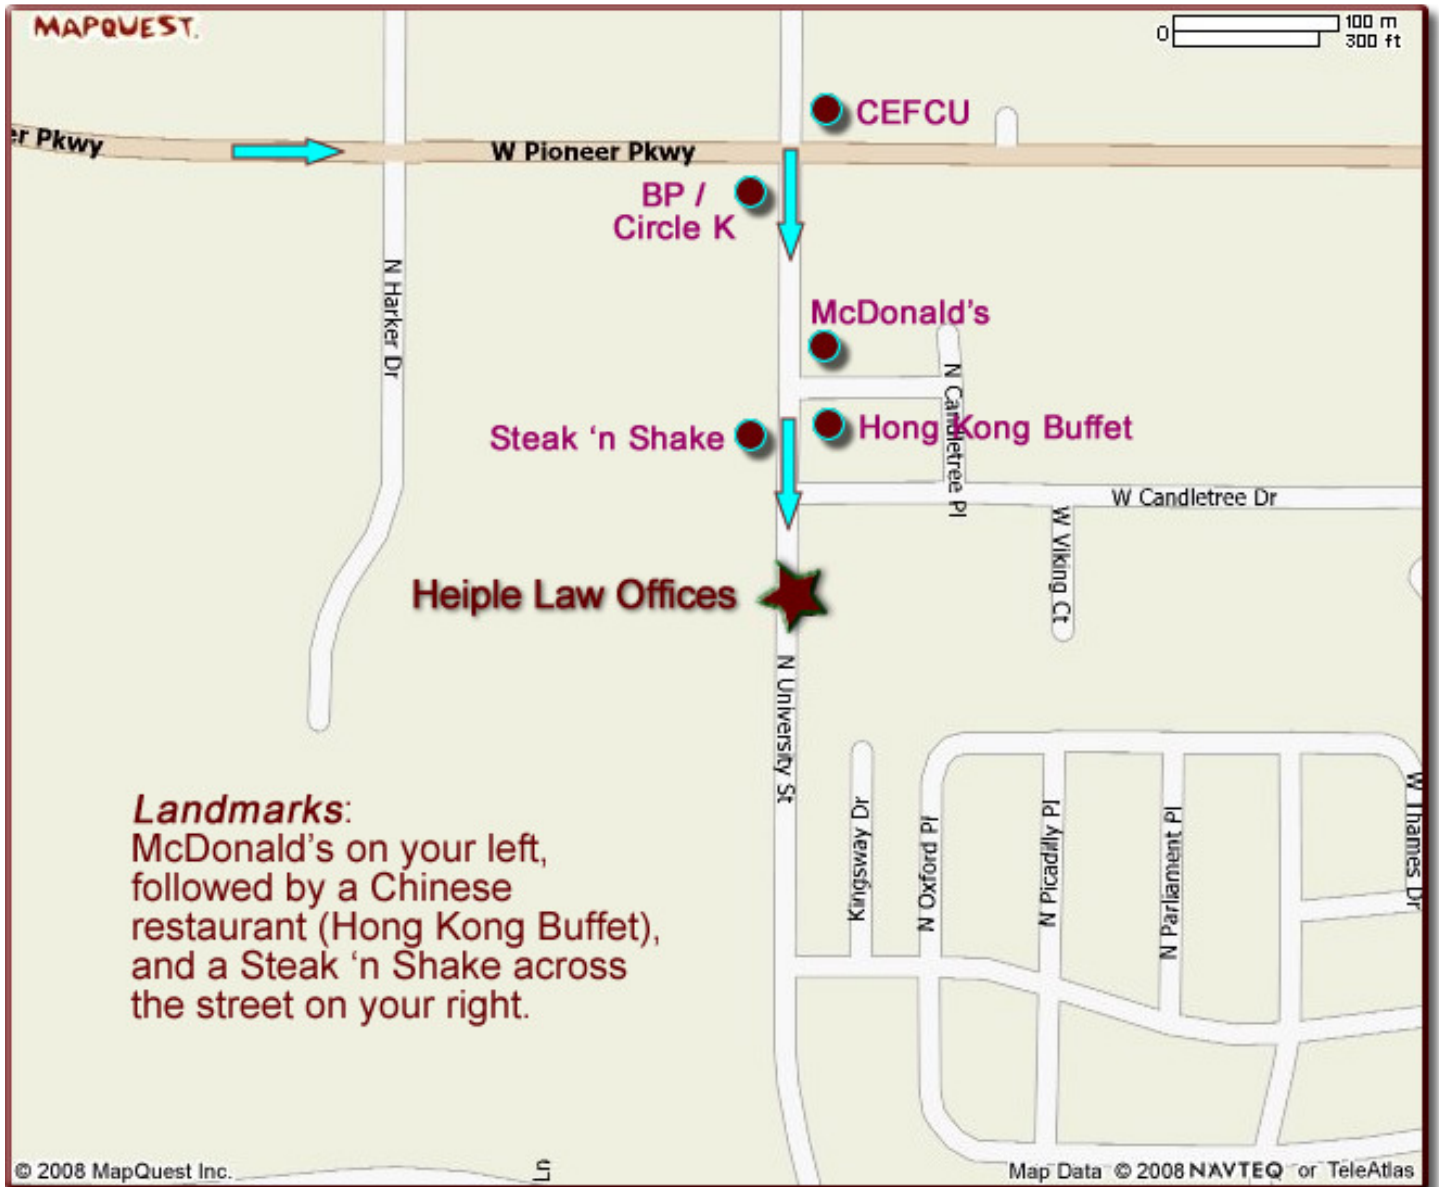 MAPQUEST.
0
100 m
300 ft
CEFCU
er Pkwy
W Pioneer Pkwy
BP /
Circle K
N Harker Dr
McDonald's
N Candletree Pl
Steak 'n Shake
Hong Kong Buffet
W Candletree Dr
W Viking Ct
Heiple Law Offices
N University St
Kingsway Dr
N Oxford Pl
N Picadilly Pl
N Parliament Pl
W Thames Dr
Landmarks:
McDonald's on your left,
followed by a Chinese
restaurant (Hong Kong Buffet),
and a Steak 'n Shake across
the street on your right.
© 2008 MapQuest Inc.
Ln
Map Data © 2008 NAVTEQ or TeleAtlas